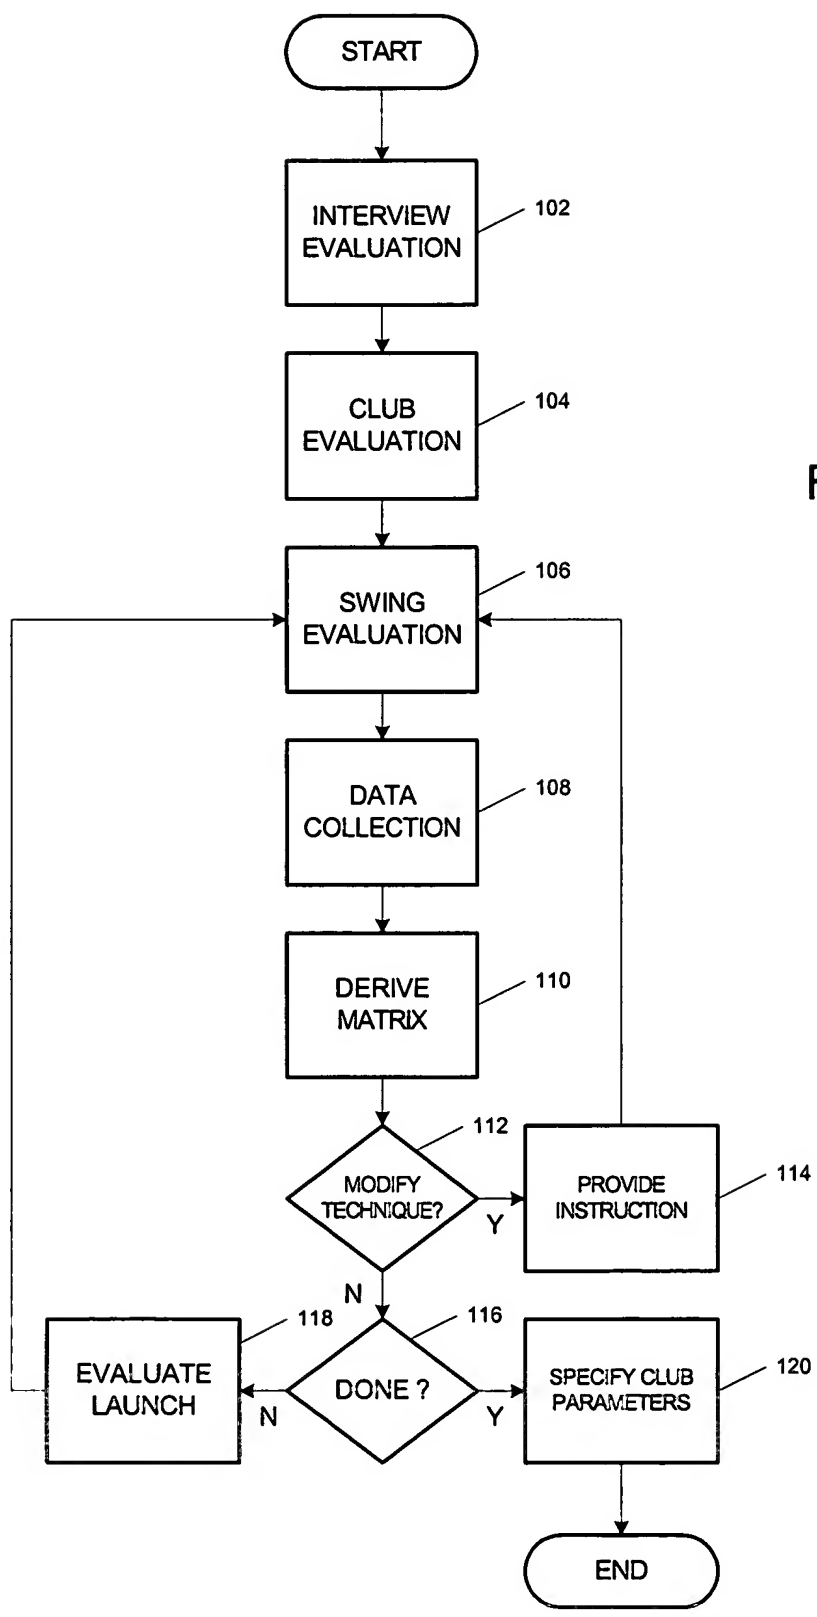 START
INTERVIEW
EVALUATION
102
CLUB
EVALUATION
104
SWING
EVALUATION
106
DATA
COLLECTION
108
DERIVE
MATRIX
110
MODIFY
TECHNIQUE?
112
Y
PROVIDE
INSTRUCTION
114
N
DONE ?
116
N
EVALUATE
LAUNCH
118
Y
SPECIFY CLUB
PARAMETERS
120
END